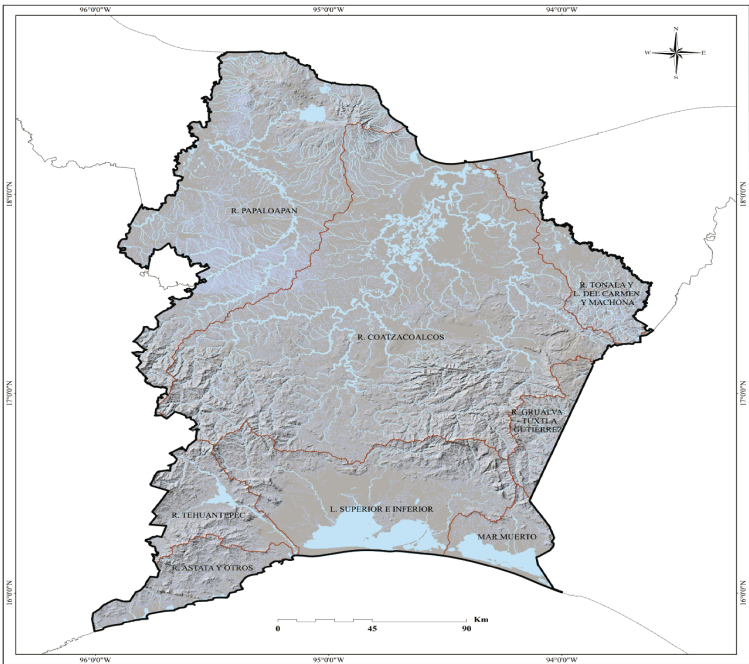 96°0'0"W
95°0'0"W
94°0'0"W
N
W
E
S
18°0'0"N
18°0'0"N
R. PAPALOAPAN
R. TONALA Y
L. DEL CARMEN
Y MACHONA
R. COATZACOALCOS
17°0'0"N
17°0'0"N
R. GRIJALVA
- TUXTLA
GUTIERREZ
R. TEHUANTEPEC
L. SUPERIOR E INFERIOR
MAR MUERTO
R. ASTATA Y OTROS
16°0'0"N
16°0'0"N
Km
0
45
90
96°0'0"W
95°0'0"W
94°0'0"W